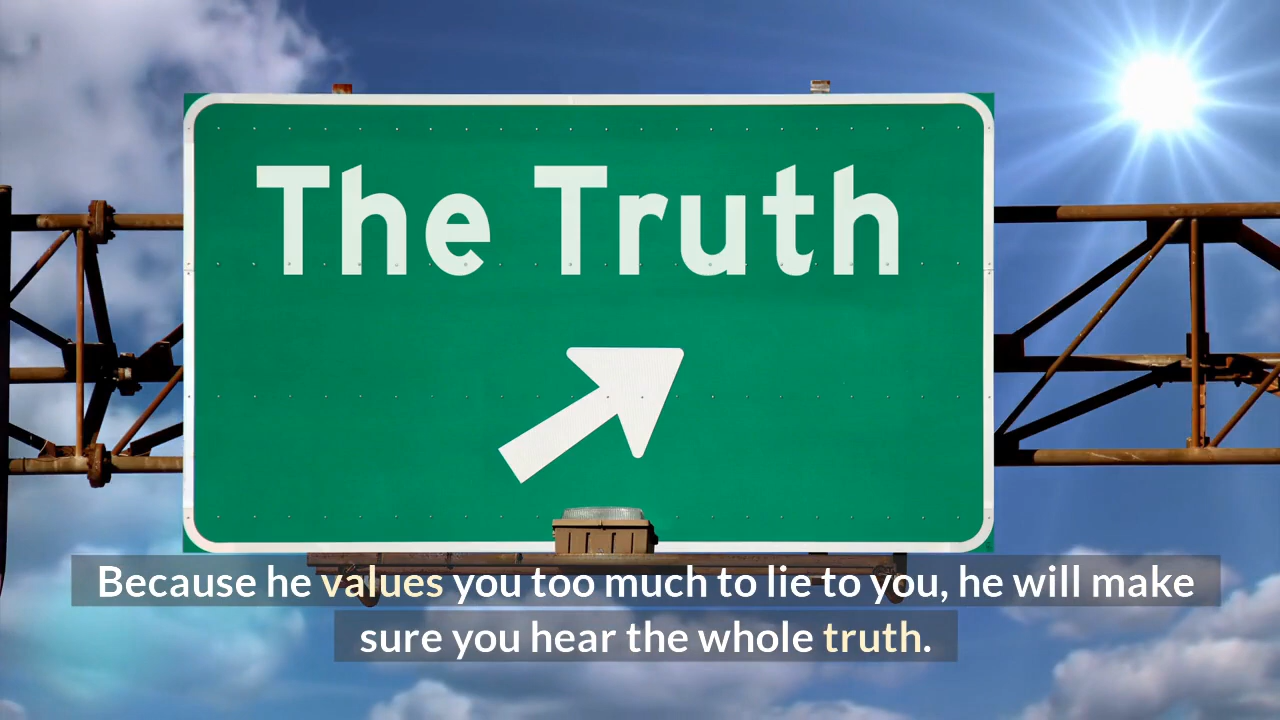 The Truth
Because he values you too much to lie to you, he will make
sure you hear the whole truth.